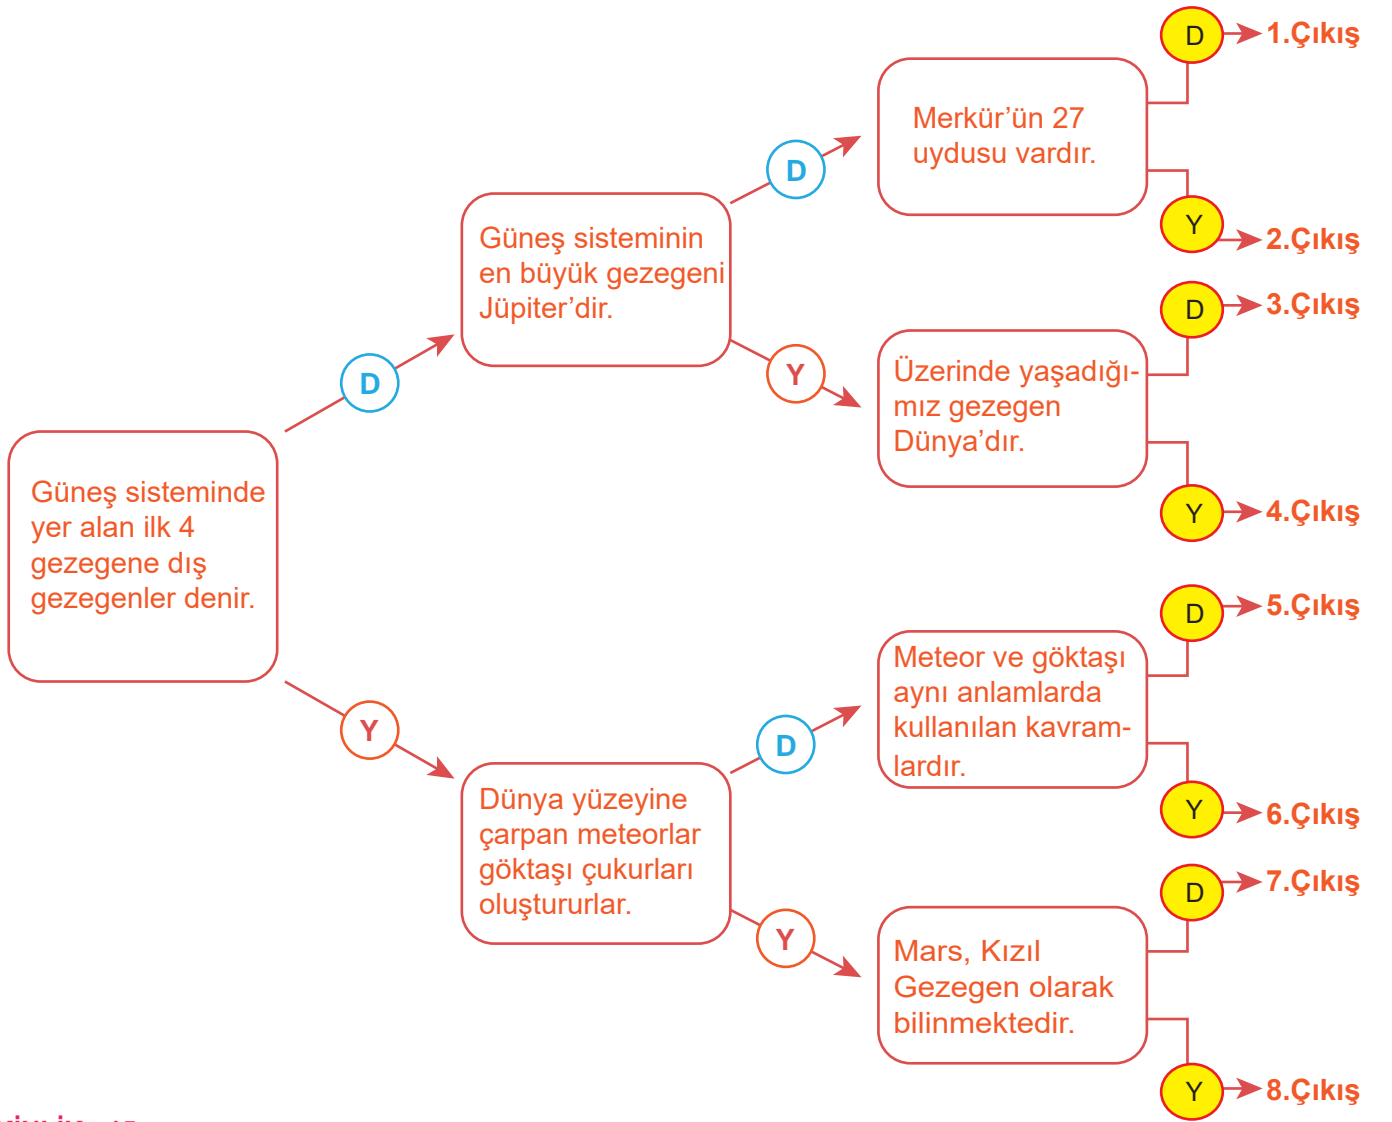 Güneş sisteminde
yer alan ilk 4
gezegene dış
gezegenler denir.
D
Y
Güneş sisteminin
en büyük gezegeni
Jüpiter’dir.
D
Y
Dünya yüzeyine
çarpan meteorlar
göktaşı çukurları
oluştururlar.
D
Y
Merkür’ün 27
uydusu vardır.
D
1.Çıkış
Y
2.Çıkış
Üzerinde yaşadığı-
mız gezegen
Dünya’dır.
D
3.Çıkış
Y
4.Çıkış
Meteor ve göktaşı
aynı anlamlarda
kullanılan kavram-
lardır.
D
5.Çıkış
Y
6.Çıkış
Mars, Kızıl
Gezegen olarak
bilinmektedir.
D
7.Çıkış
Y
8.Çıkış